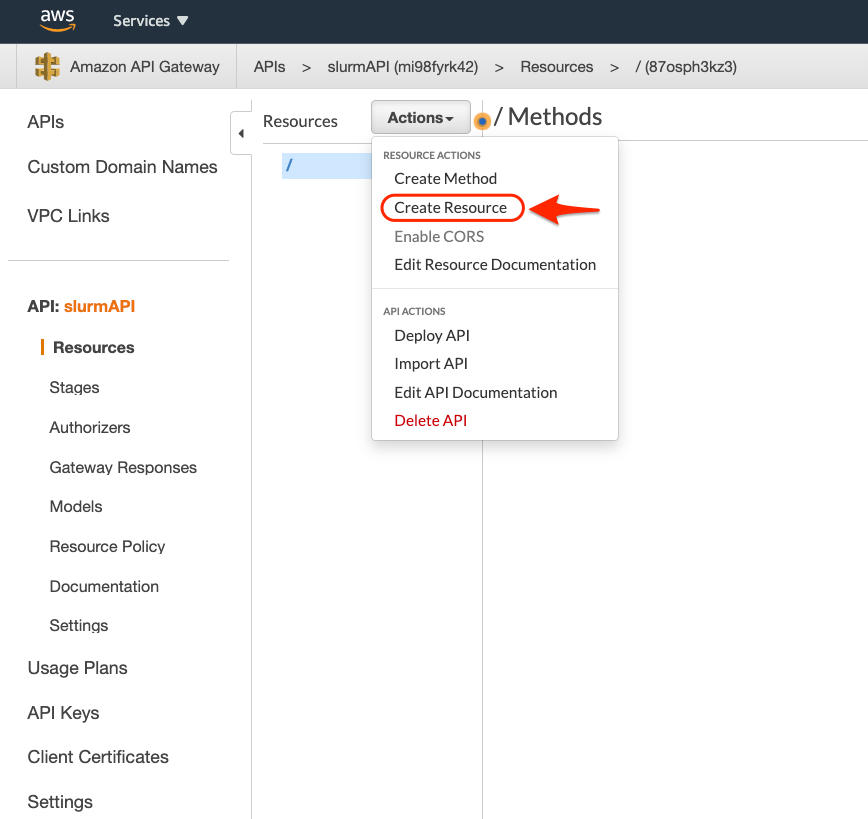 aws
Services
Amazon API Gateway
APIs > slurmAPI (mi98fyrk42) > Resources > / (87osph3kz3)
APIs
Custom Domain Names
VPC Links
API: slurmAPI
Resources
Stages
Authorizers
Gateway Responses
Models
Resource Policy
Documentation
Settings
Usage Plans
API Keys
Client Certificates
Settings
Resources
/
Actions
RESOURCE ACTIONS
Create Method
Create Resource
Enable CORS
Edit Resource Documentation
API ACTIONS
Deploy API
Import API
Edit API Documentation
Delete API
/ Methods